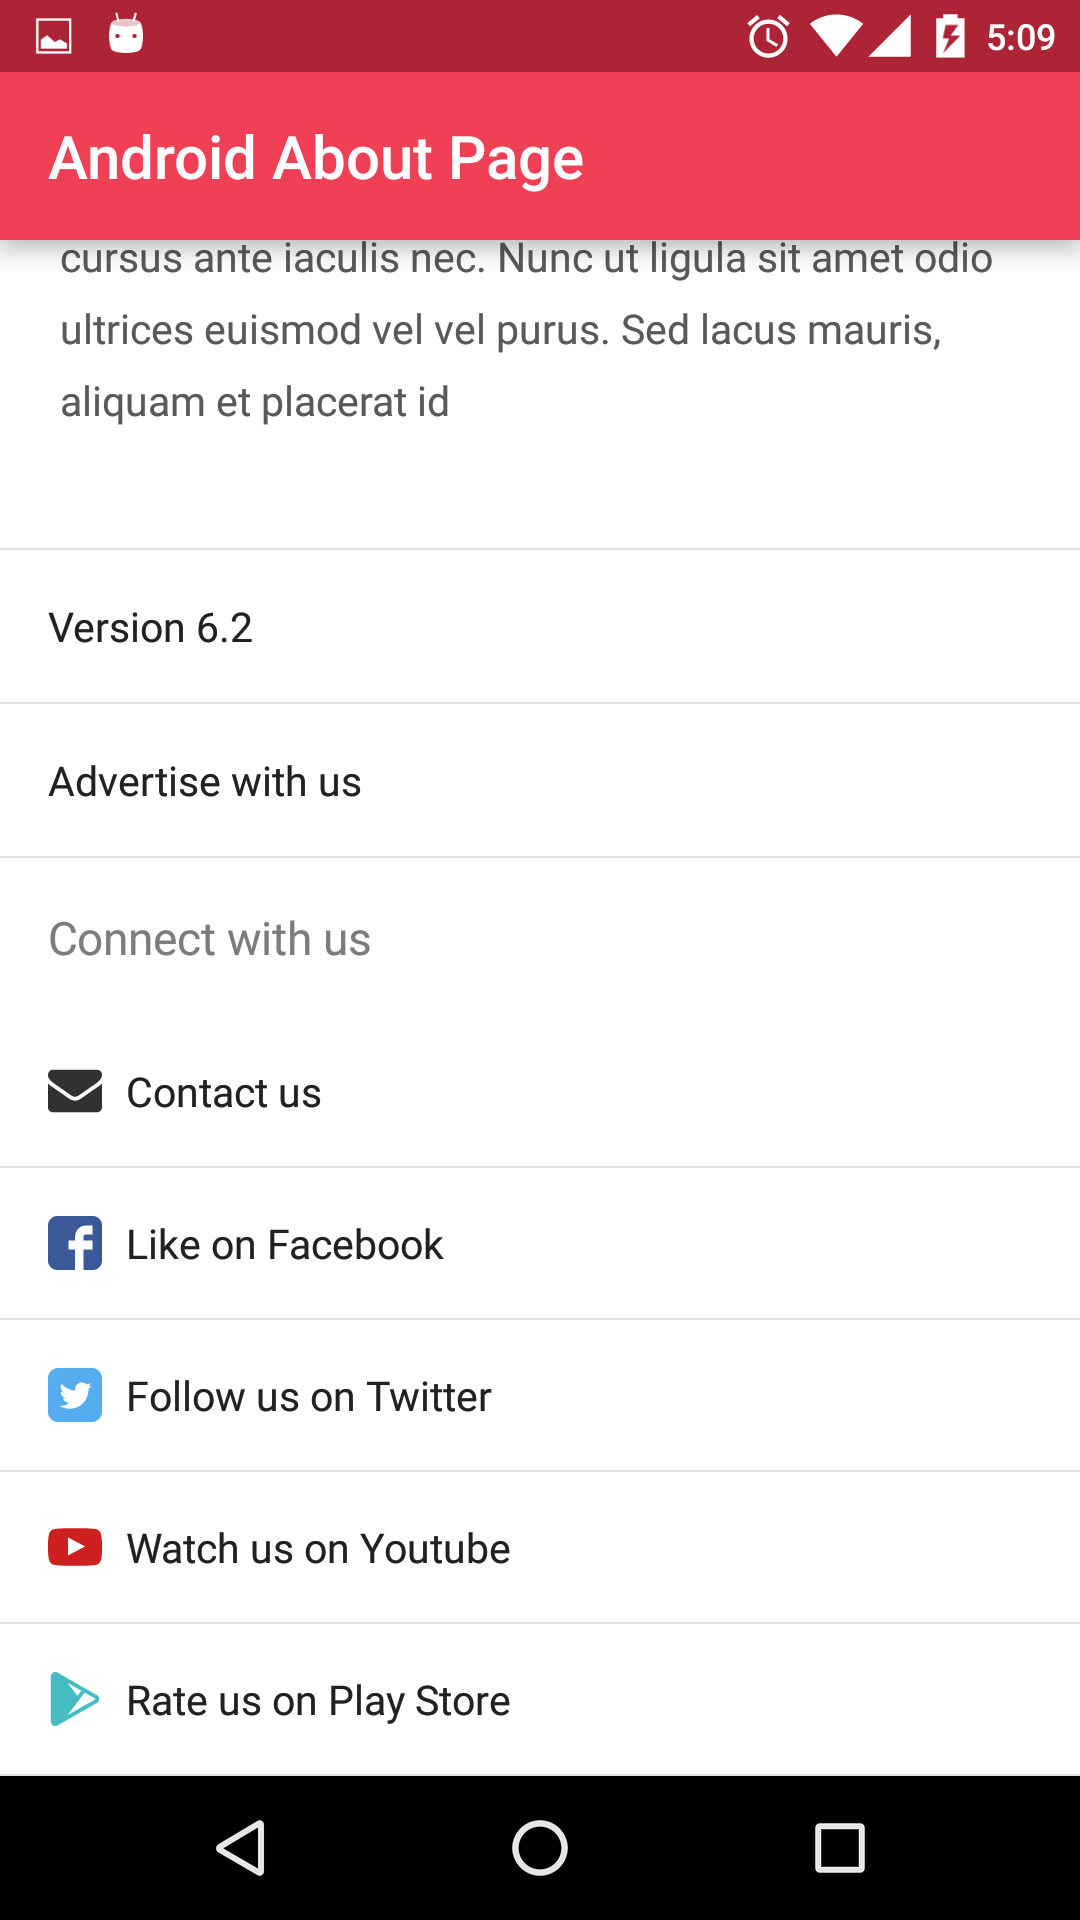 5:09
Android About Page
cursus ante iaculis nec. Nunc ut ligula sit amet odio
ultrices euismod vel vel purus. Sed lacus mauris,
aliquam et placerat id
Version 6.2
Advertise with us
Connect with us
Contact us
Like on Facebook
Follow us on Twitter
Watch us on Youtube
Rate us on Play Store